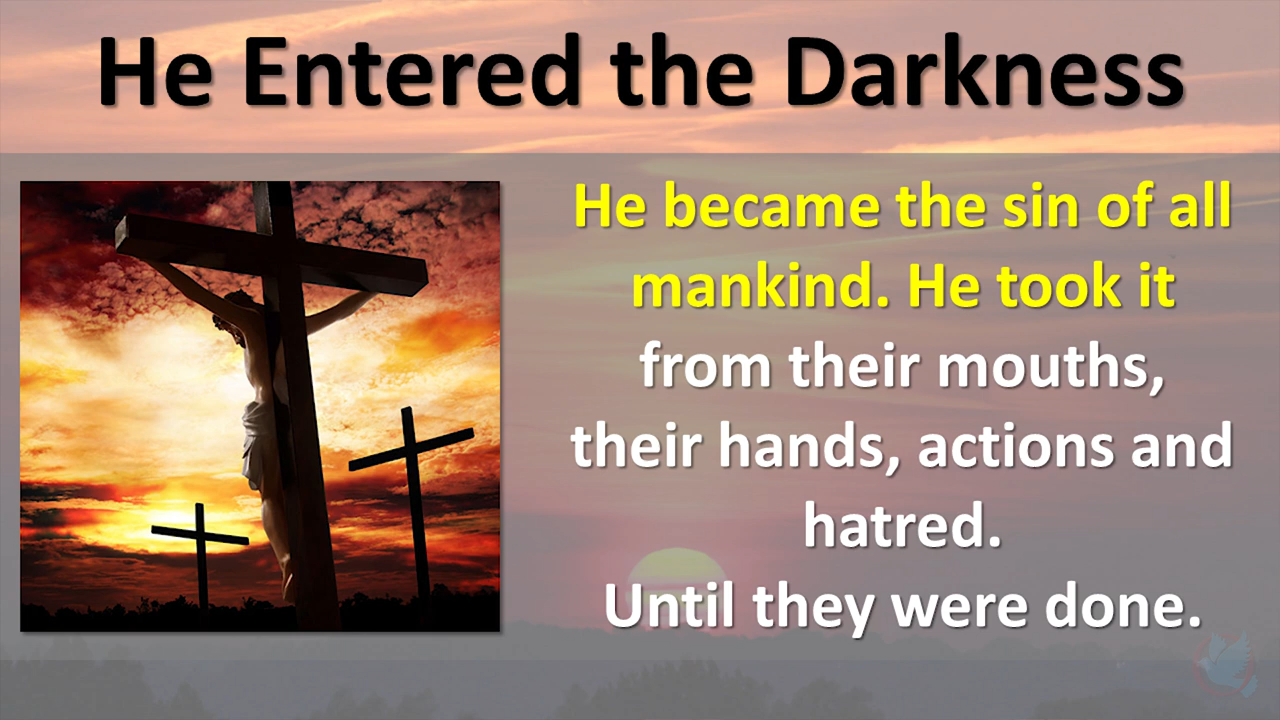 He Entered the Darkness
He became the sin of all
mankind. He took it
from their mouths,
their hands, actions and
hatred.
Until they were done.